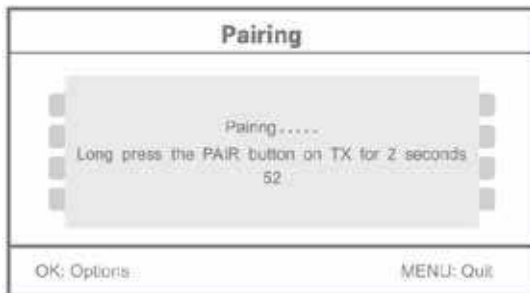 Pairing
Pairing.....
Long press the PAIR button on TX for 2 seconds
52
OK: Options
MENU: Quit